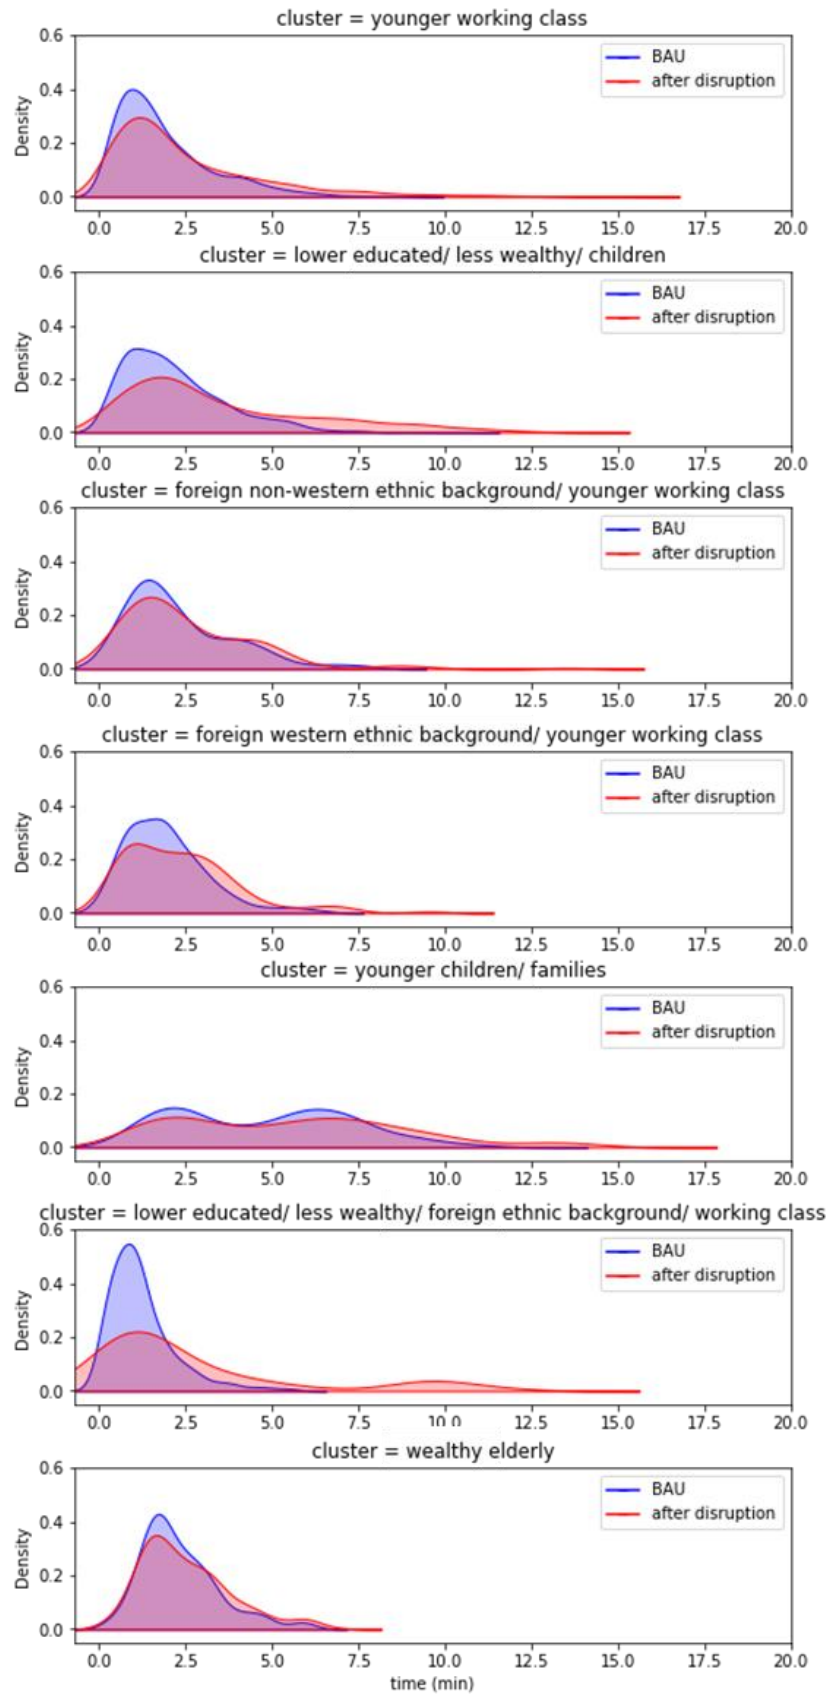 cluster = younger working class
0.6
BAU
after disruption
0.4
Density
0.2
0.0
0.0 2.5 5.0 7.5 10.0 12.5 15.0 17.5 20.0
cluster = lower educated/ less wealthy/ children
0.6
BAU
after disruption
0.4
Density
0.2
0.0
0.0 2.5 5.0 7.5 10.0 12.5 15.0 17.5 20.0
cluster = foreign non-western ethnic background/ younger working class
0.6
BAU
after disruption
0.4
Density
0.2
0.0
0.0 2.5 5.0 7.5 10.0 12.5 15.0 17.5 20.0
cluster = foreign western ethnic background/ younger working class
0.6
BAU
after disruption
0.4
Density
0.2
0.0
0.0 2.5 5.0 7.5 10.0 12.5 15.0 17.5 20.0
cluster = younger children/ families
0.6
BAU
after disruption
0.4
Density
0.2
0.0
0.0 2.5 5.0 7.5 10.0 12.5 15.0 17.5 20.0
cluster = lower educated/ less wealthy/ foreign ethnic background/ working class
0.6
BAU
after disruption
0.4
Density
0.2
0.0
0.0 2.5 5.0 7.5 10.0 12.5 15.0 17.5 20.0
cluster = wealthy elderly
0.6
BAU
after disruption
0.4
Density
0.2
0.0
0.0 2.5 5.0 7.5 10.0 12.5 15.0 17.5 20.0
time (min)